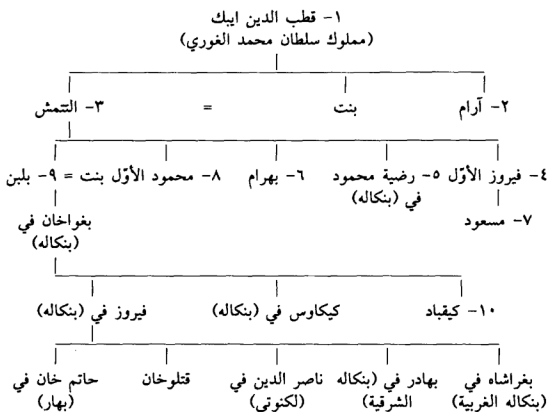 ١- قطب الدين ايبك
(مملوك سلطان محمد الغوري)
٢- آرام بنت = ٣- التتمش
٤- فيروز الأوّل ٥- رضية محمود ٦- بهرام ٨- محمود الأوّل بنت = ٩- بلبن
في (بنكاله)
٧- مسعود بغواخان في
(بنكاله)
١٠- كيقباد كيكاوس في (بنكاله) فيروز في (بنكاله)
بغراشاه في بهادر في (بنكاله ناصر الدين في قتلوخان حاتم خان في
(بنكاله الغربية) الشرقية) (لكنوتي) (بهار)